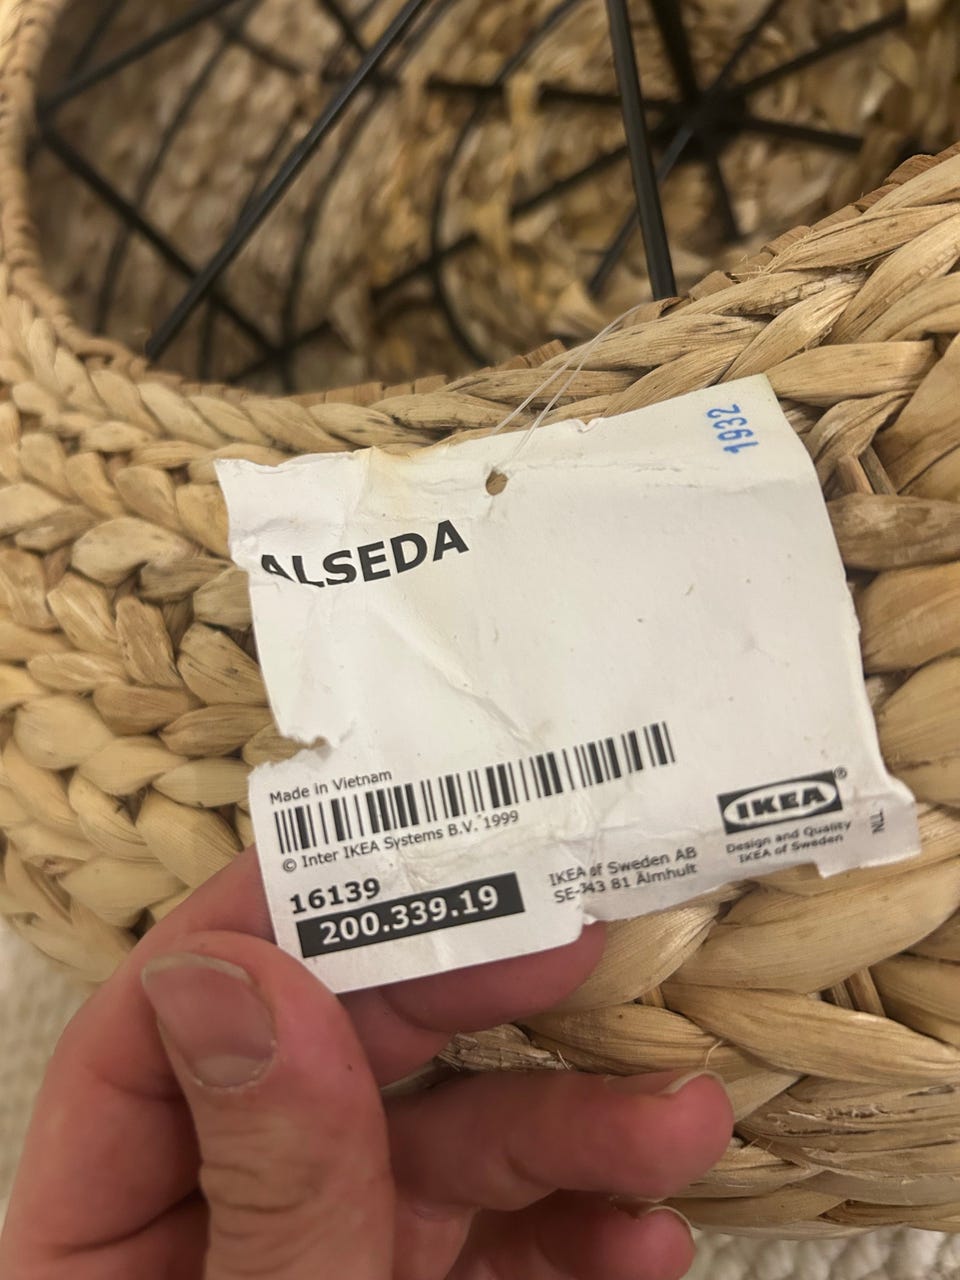 1932
ALSEDA
Made in Vietnam
© Inter IKEA Systems B.V. 1999
16139
200.339.19
IKEA of Sweden AB
SE-343 81 Älmhult
IKEA®
Design and Quality
IKEA of Sweden
NLL